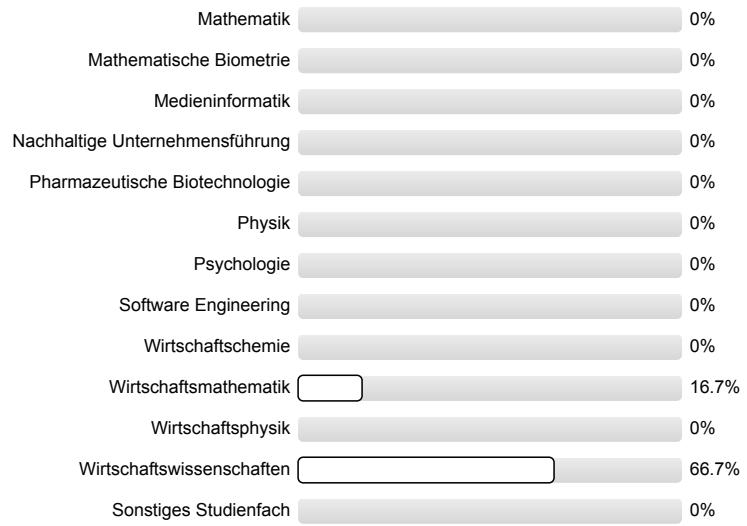 Mathematik 0%
Mathematische Biometrie 0%
Medieninformatik 0%
Nachhaltige Unternehmensführung 0%
Pharmazeutische Biotechnologie 0%
Physik 0%
Psychologie 0%
Software Engineering 0%
Wirtschaftschemie 0%
Wirtschaftsmathematik 16.7%
Wirtschaftsphysik 0%
Wirtschaftswissenschaften 66.7%
Sonstiges Studienfach 0%